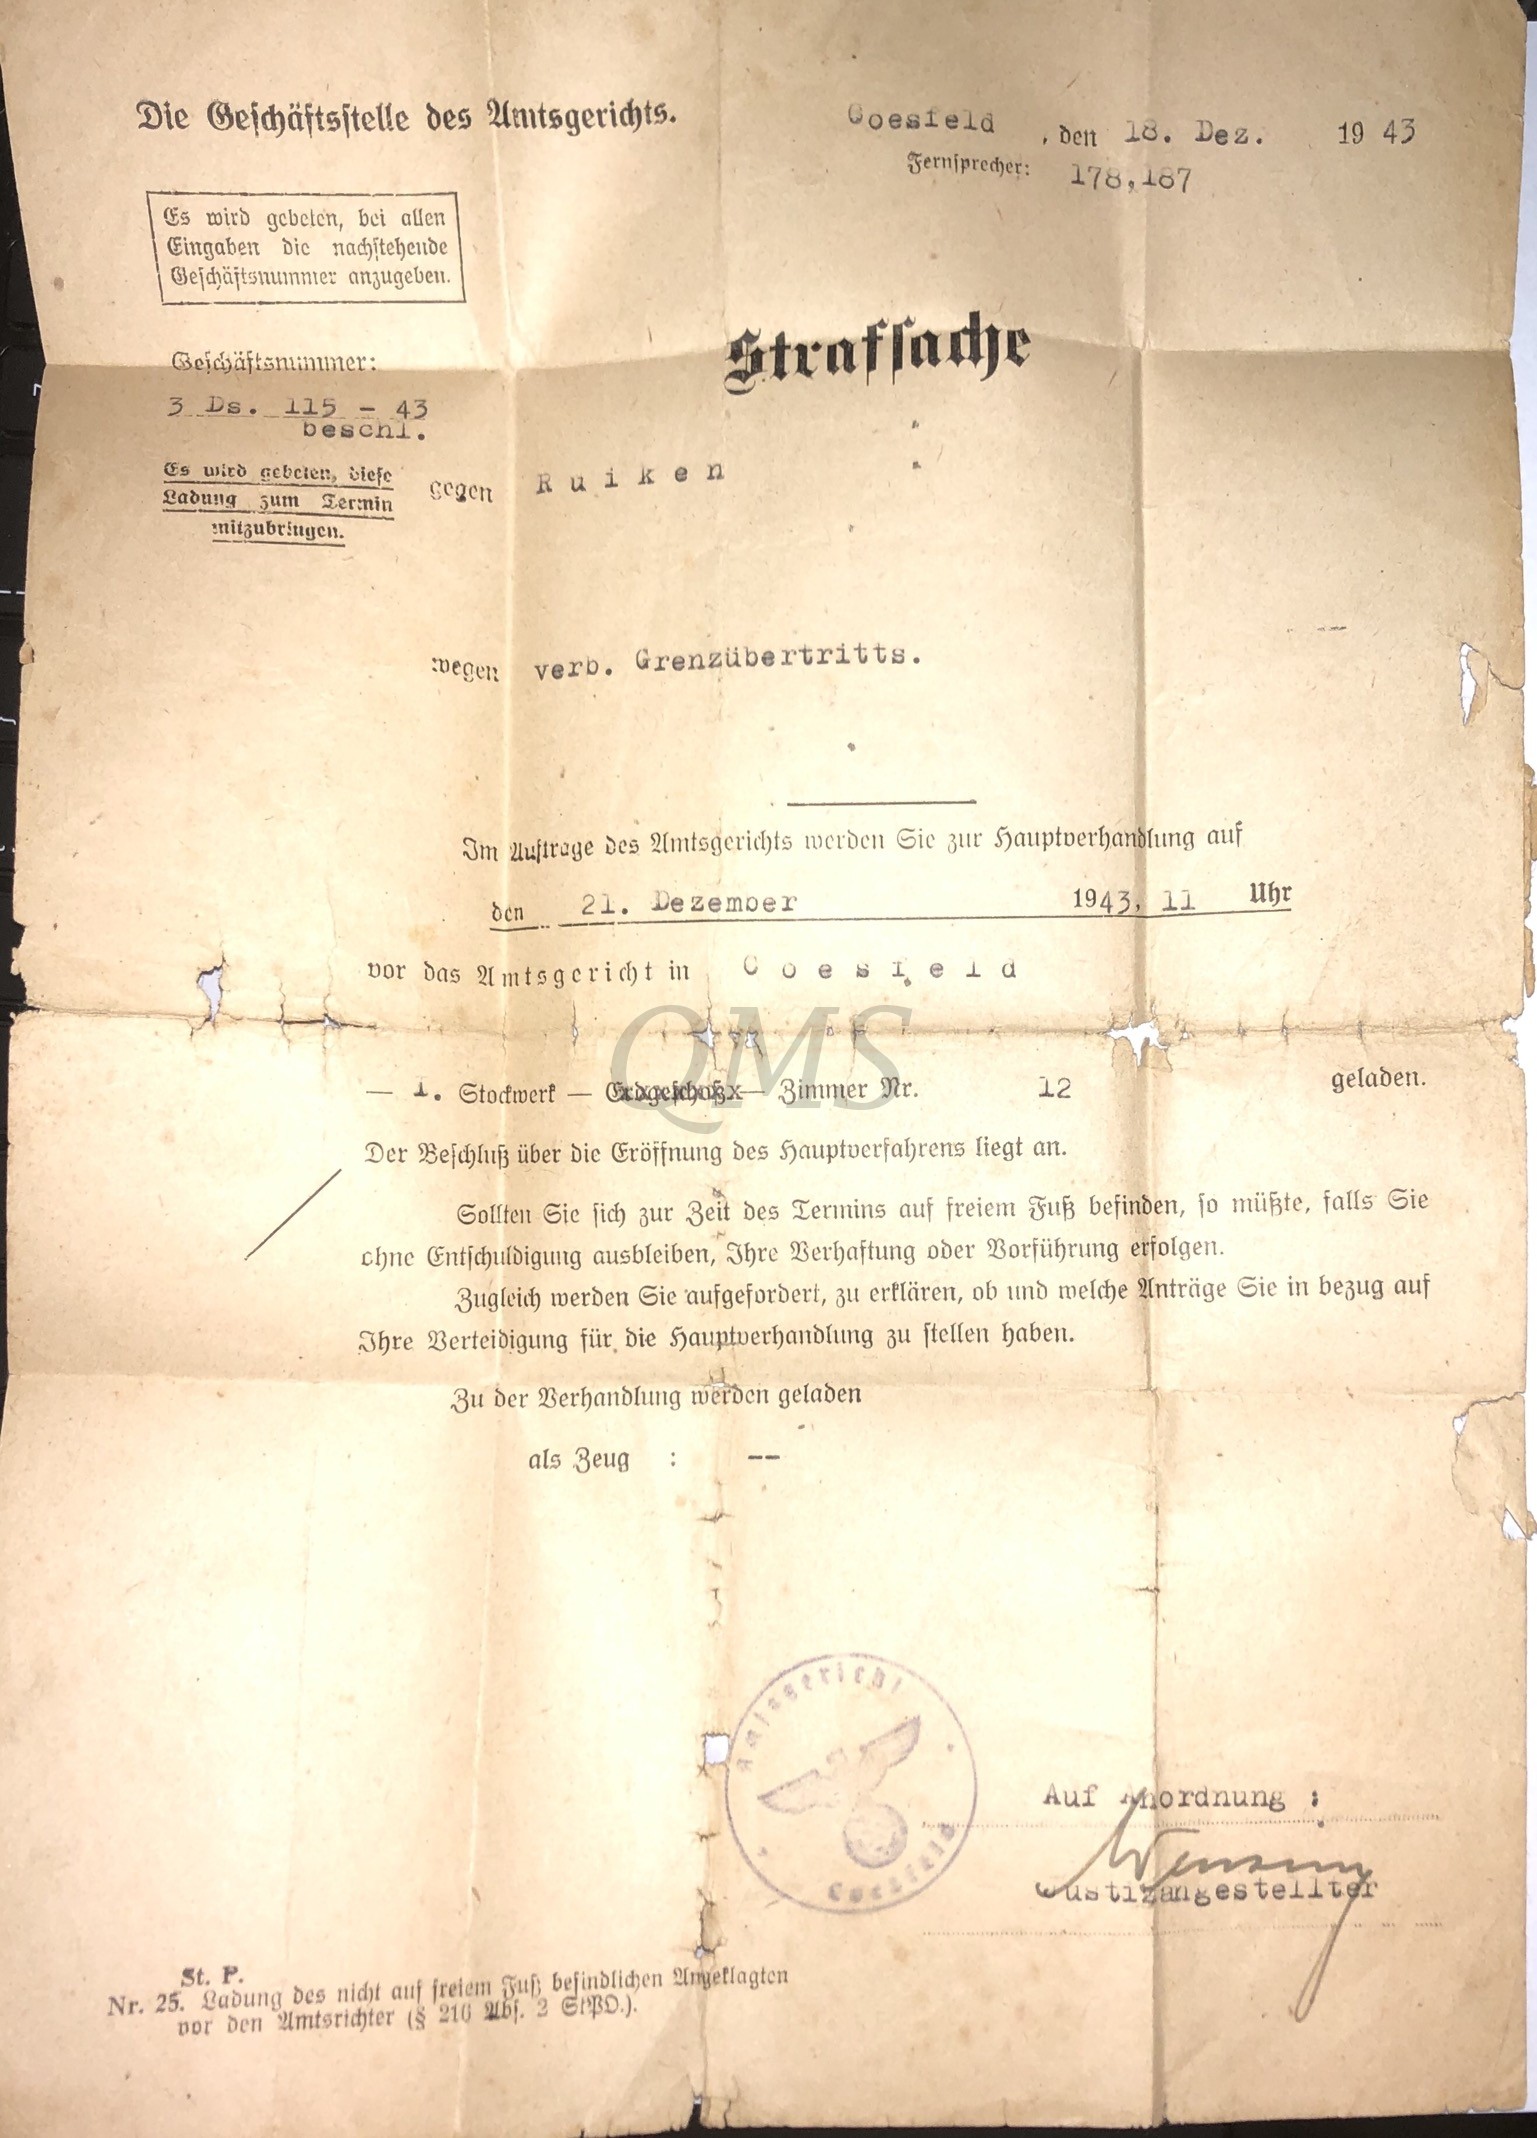 Die Geschäftsstelle des Amtsgerichts.
Coesfeld, den 18. Dez. 1943
Fernsprecher: 178,187
Es wird gebeten, bei allen
Eingaben die nachstehende
Geschäftsnummer anzugeben.
Strafsache
Geschäftsnummer:
3 Ds. 115 - 43
beschl.
Es wird gebeten, diese
Ladung zum Termin
mitzubringen.
gegen Ruiken
wegen verb. Grenzübertritts.
Im Auftrage des Amtsgerichts werden Sie zur Hauptverhandlung auf
den 21. Dezember 1943, 11 Uhr
vor das Amtsgericht in Coesfeld
QMS
— 1. Stockwerk — Erdgeschoß — Zimmer Nr. 12 geladen.
Der Beschluß über die Eröffnung des Hauptverfahrens liegt an.
Sollten Sie sich zur Zeit des Termins auf freiem Fuß befinden, so müßte, falls Sie
ohne Entschuldigung ausbleiben, Ihre Verhaftung oder Vorführung erfolgen.
Zugleich werden Sie aufgefordert, zu erklären, ob und welche Anträge Sie in bezug auf
Ihre Verteidigung für die Hauptverhandlung zu stellen haben.
Zu der Verhandlung werden geladen
als Zeug : --
Amtsgericht
Coesfeld
Auf Anordnung :
Justizangestellter
St. P.
Nr. 25. Ladung des nicht auf freiem Fuß befindlichen Angeklagten
vor den Amtsrichter (§ 216 Abs. 2 StPO.).